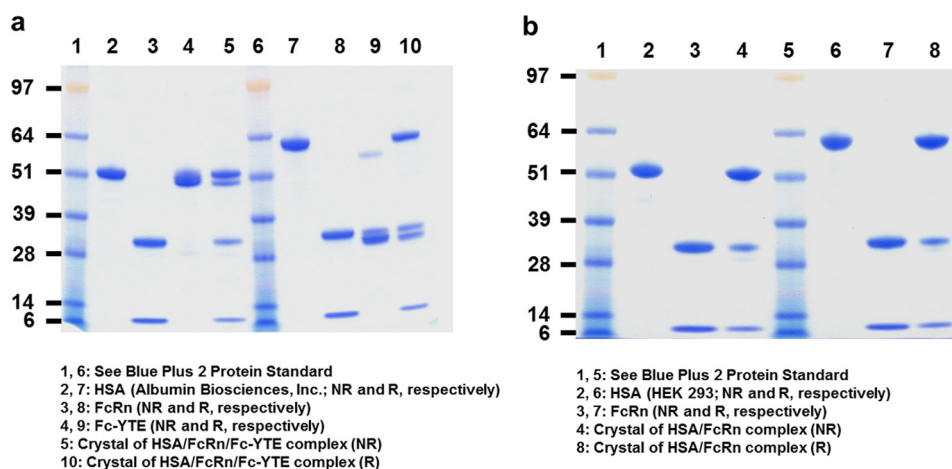 a
1 2 3 4 5 6 7 8 9 10
97
64
51
39
28
14
6
1, 6: See Blue Plus 2 Protein Standard
2, 7: HSA (Albumin Biosciences, Inc.; NR and R, respectively)
3, 8: FcRn (NR and R, respectively)
4, 9: Fc-YTE (NR and R, respectively)
5: Crystal of HSA/FcRn/Fc-YTE complex (NR)
10: Crystal of HSA/FcRn/Fc-YTE complex (R)
b
1 2 3 4 5 6 7 8
97
64
51
39
28
14
6
1, 5: See Blue Plus 2 Protein Standard
2, 6: HSA (HEK 293; NR and R, respectively)
3, 7: FcRn (NR and R, respectively)
4: Crystal of HSA/FcRn complex (NR)
8: Crystal of HSA/FcRn complex (R)